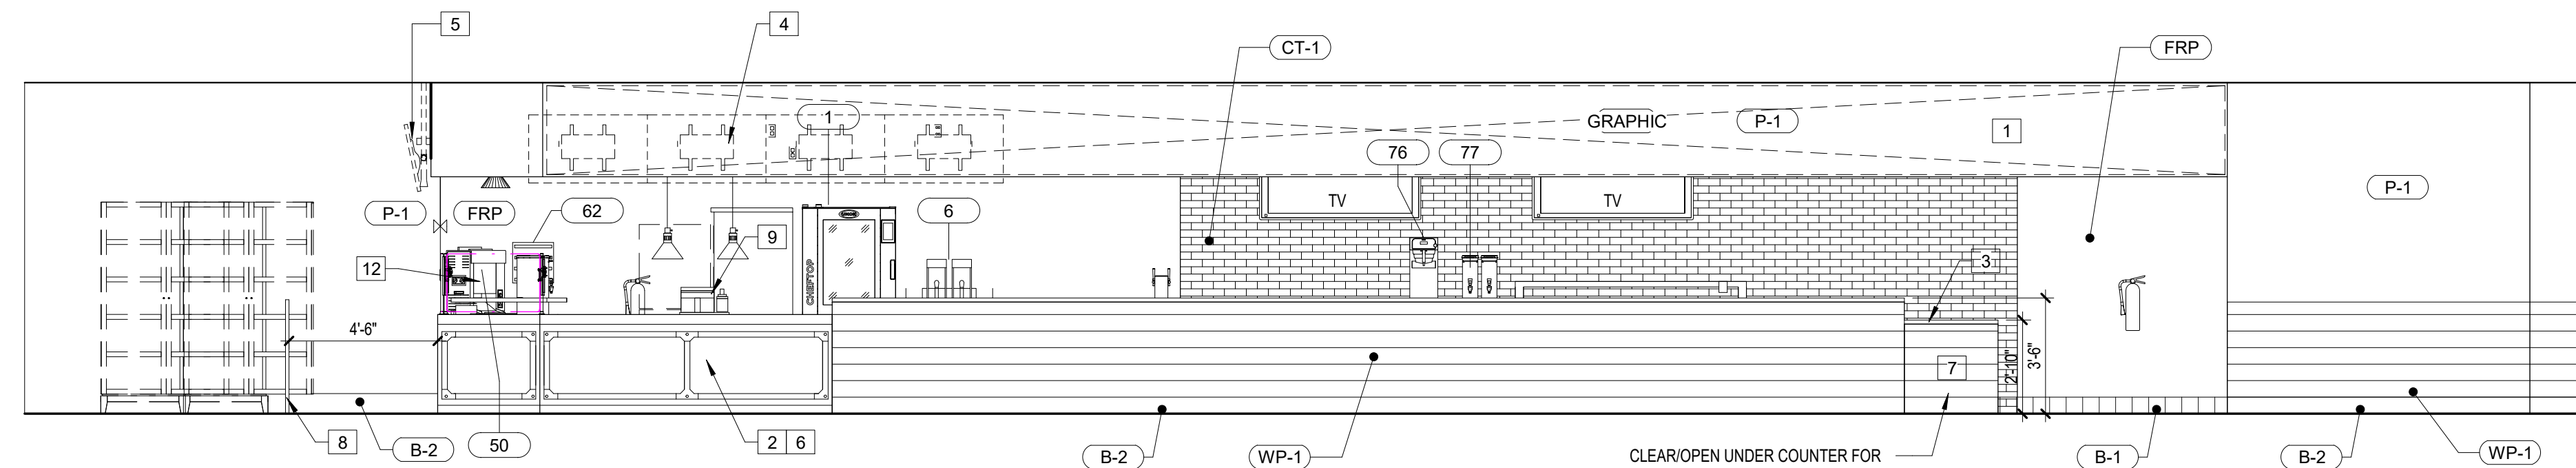 5
4
CT-1
FRP
1
GRAPHIC
P-1
1
76
77
TV
TV
P-1
P-1
FRP
62
6
9
12
3
CHEFTOP
4'-6"
7
2'-10"
3'-6"
8
B-2
50
2 6
B-2
WP-1
CLEAR/OPEN UNDER COUNTER FOR
B-1
B-2
WP-1